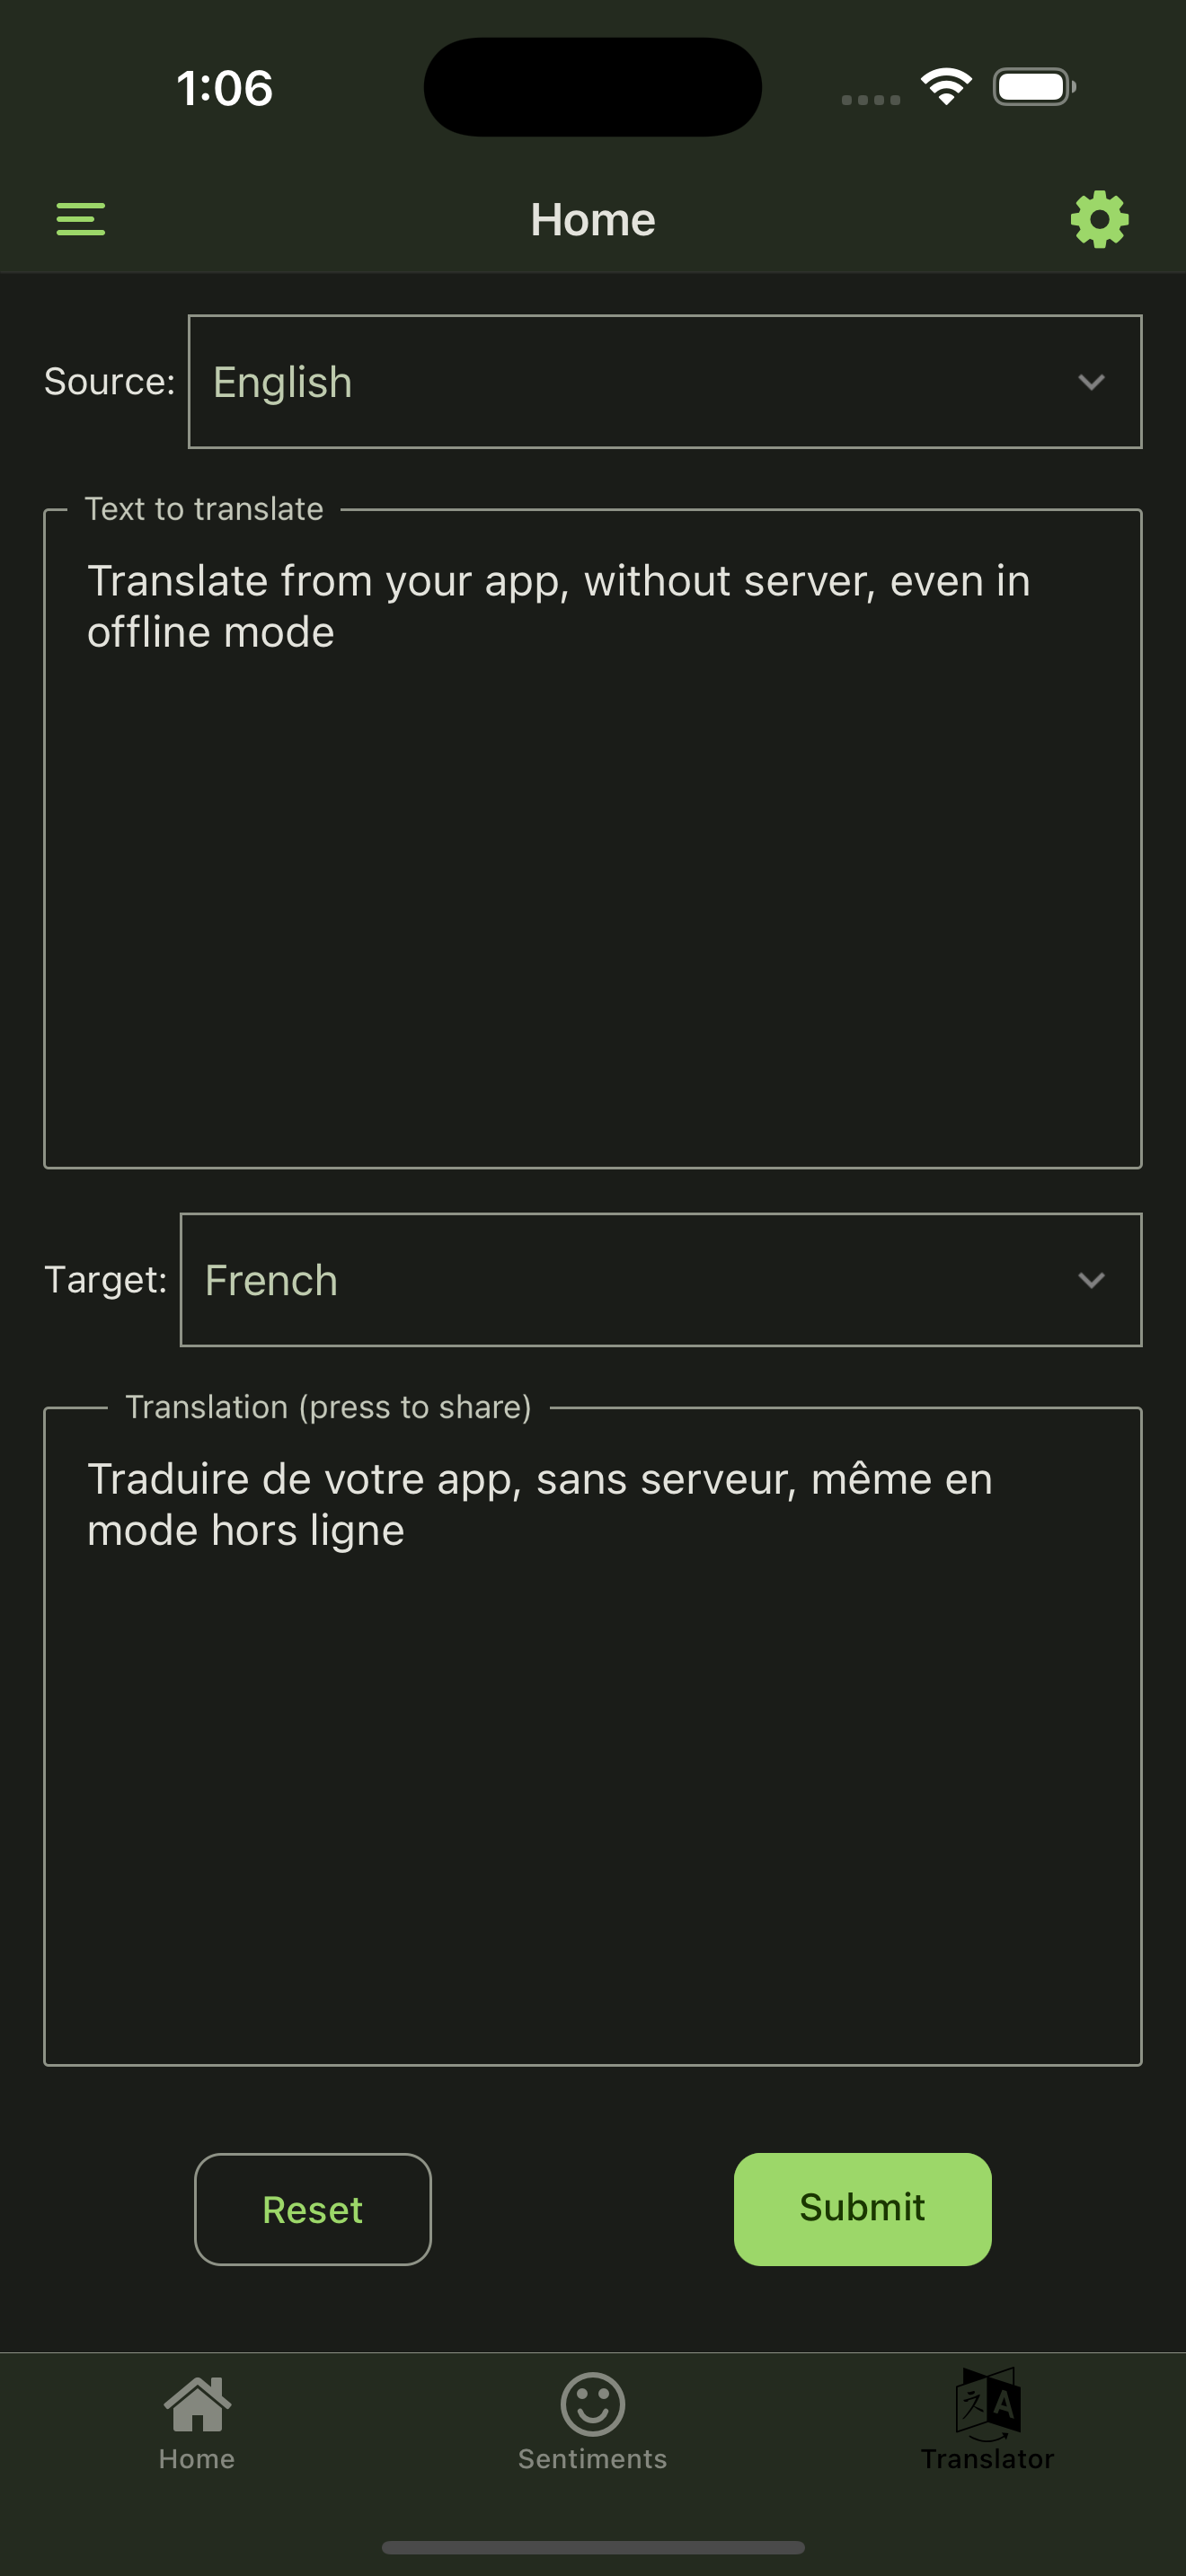 1:06
Home
Source:
English
Text to translate
Translate from your app, without server, even in
offline mode
Target:
French
Translation (press to share)
Traduire de votre app, sans serveur, même en
mode hors ligne
Reset
Submit
Home
Sentiments
Translator